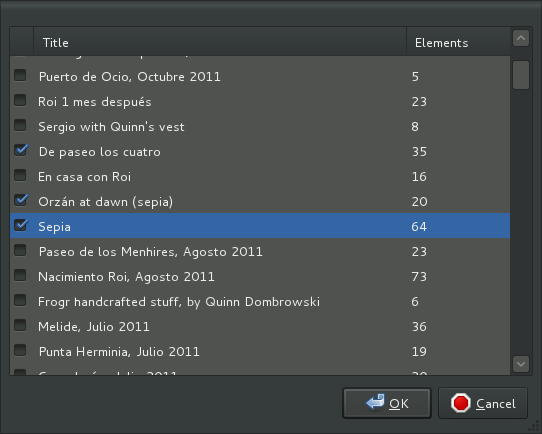 Title Elements
Puerto de Ocio, Octubre 2011 5
Roi 1 mes después 23
Sergio with Quinn's vest 8
De paseo los cuatro 35
En casa con Roi 16
Orzán at dawn (sepia) 20
Sepia 64
Paseo de los Menhires, Agosto 2011 23
Nacimiento Roi, Agosto 2011 73
Frogr handcrafted stuff, by Quinn Dombrowski 6
Melide, Julio 2011 36
Punta Herminia, Julio 2011 19
OK Cancel